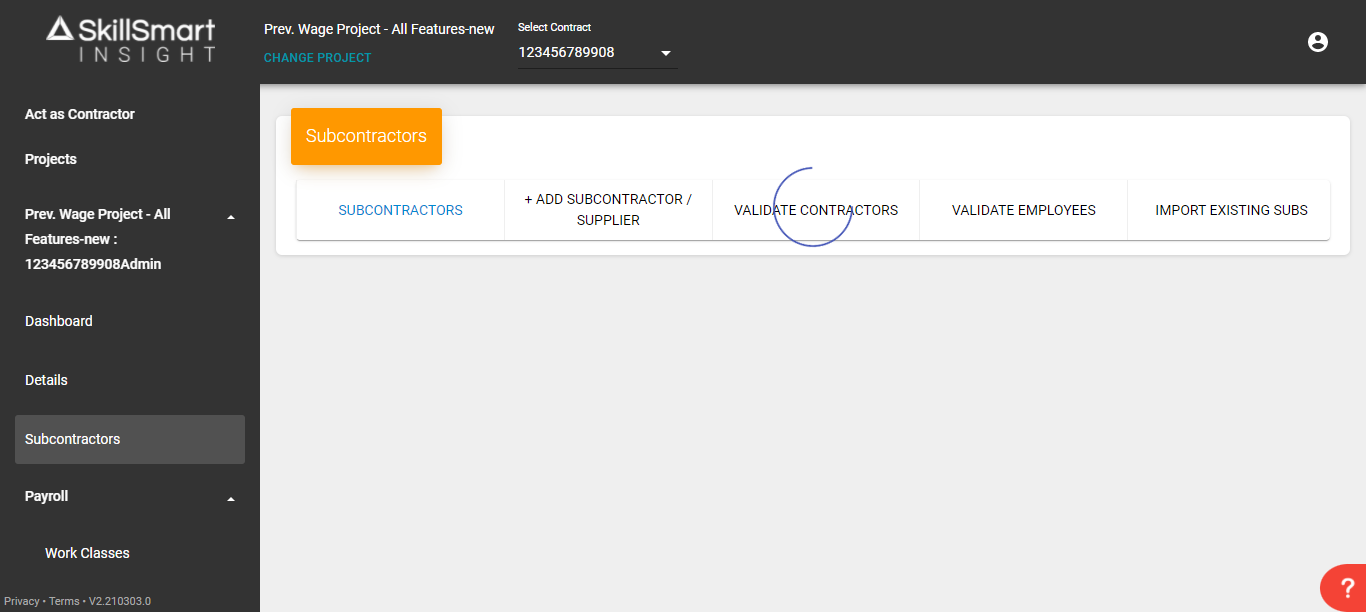 SkillSmart
INSIGHT
Prev. Wage Project - All Features-new
CHANGE PROJECT
Select Contract
123456789908
Act as Contractor
Projects
Prev. Wage Project - All
Features-new :
123456789908Admin
Dashboard
Details
Subcontractors
Payroll
Work Classes
Privacy • Terms • V2.210303.0
Subcontractors
SUBCONTRACTORS
+ ADD SUBCONTRACTOR /
SUPPLIER
VALIDATE CONTRACTORS
VALIDATE EMPLOYEES
IMPORT EXISTING SUBS
?